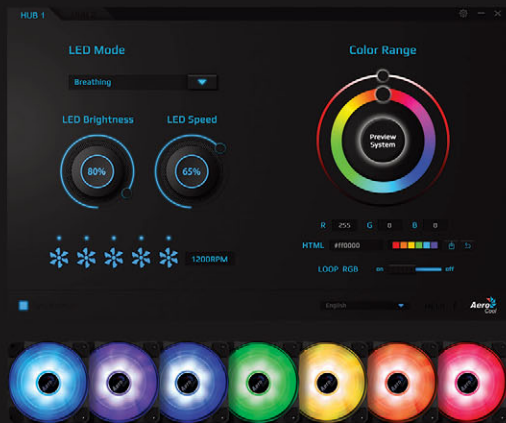 HUB 1
LED Mode
Color Range
Breathing
LED Brightness
LED Speed
80%
65%
Preview
System
R 255 G 0 B 0
HTML #ff0000
1200RPM
LOOP RGB on off
English
Aero
Cool